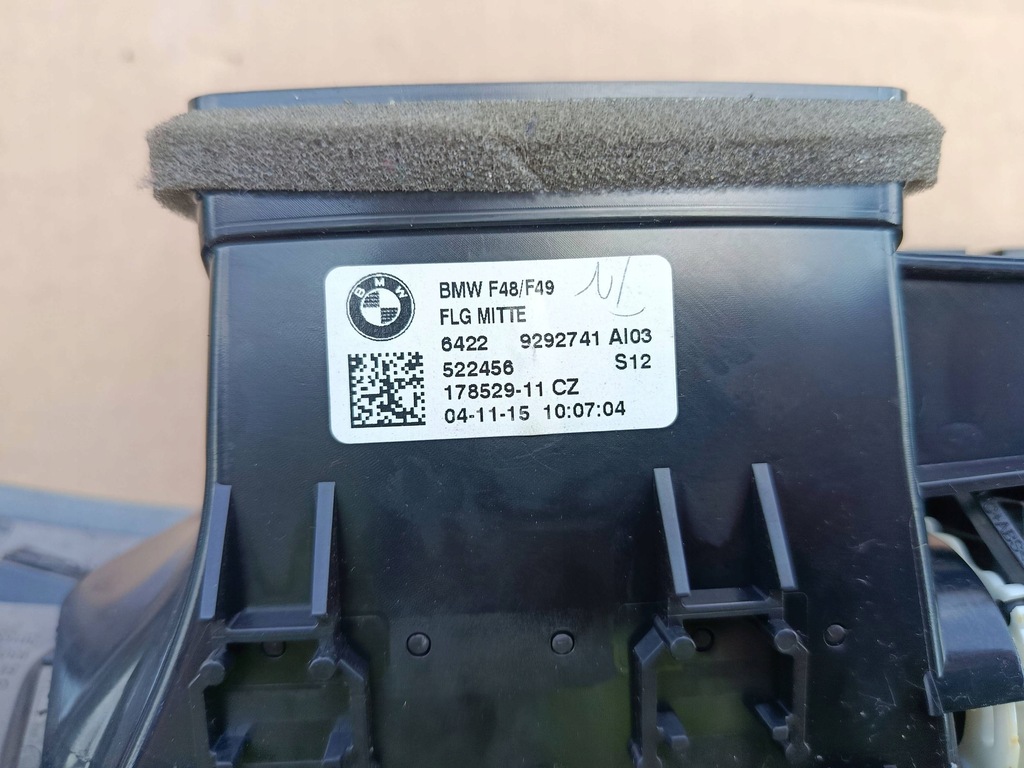 BMW
BMW F48/F49
FLG MITTE
6422 9292741 AI03
522456 S12
178529-11 CZ
04-11-15 10:07:04